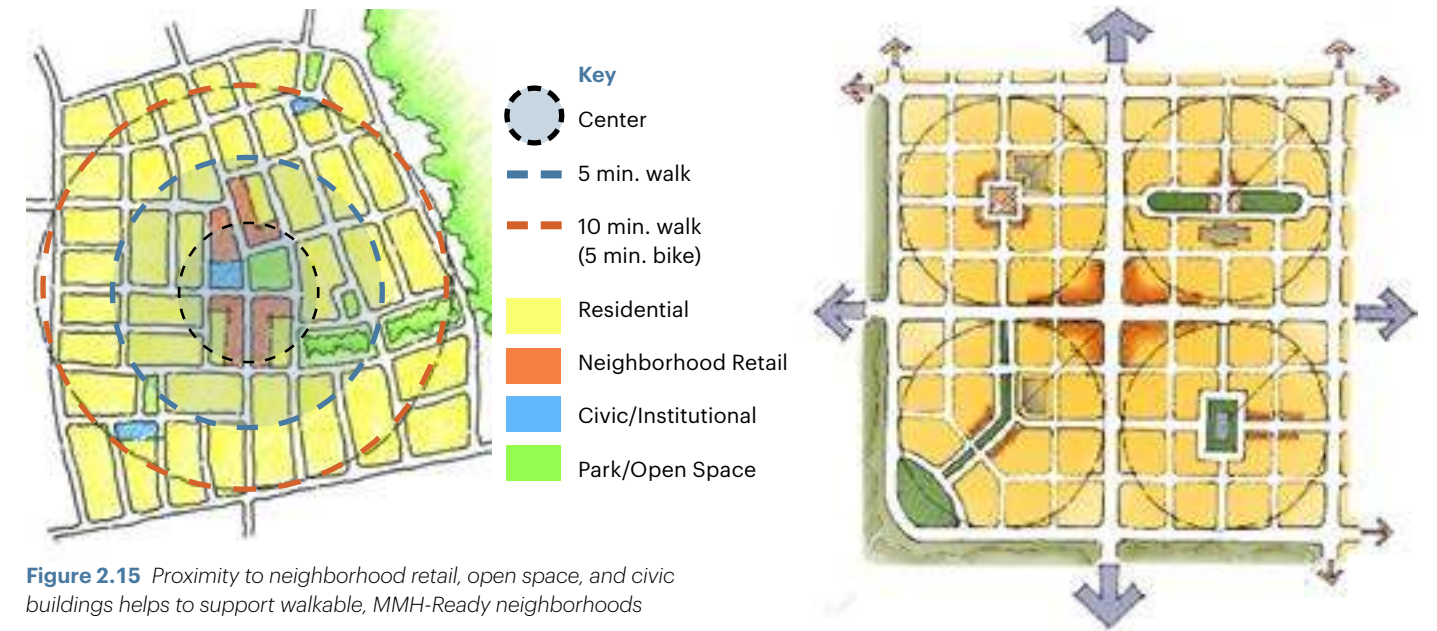 Key
Center
5 min. walk
10 min. walk
(5 min. bike)
Residential
Neighborhood Retail
Civic/Institutional
Park/Open Space
Figure 2.15 Proximity to neighborhood retail, open space, and civic
buildings helps to support walkable, MMH-Ready neighborhoods